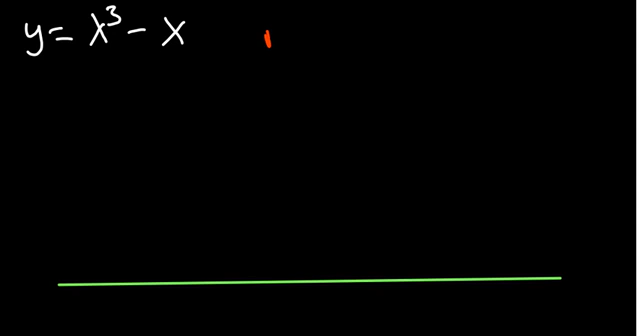 y = x³ - x